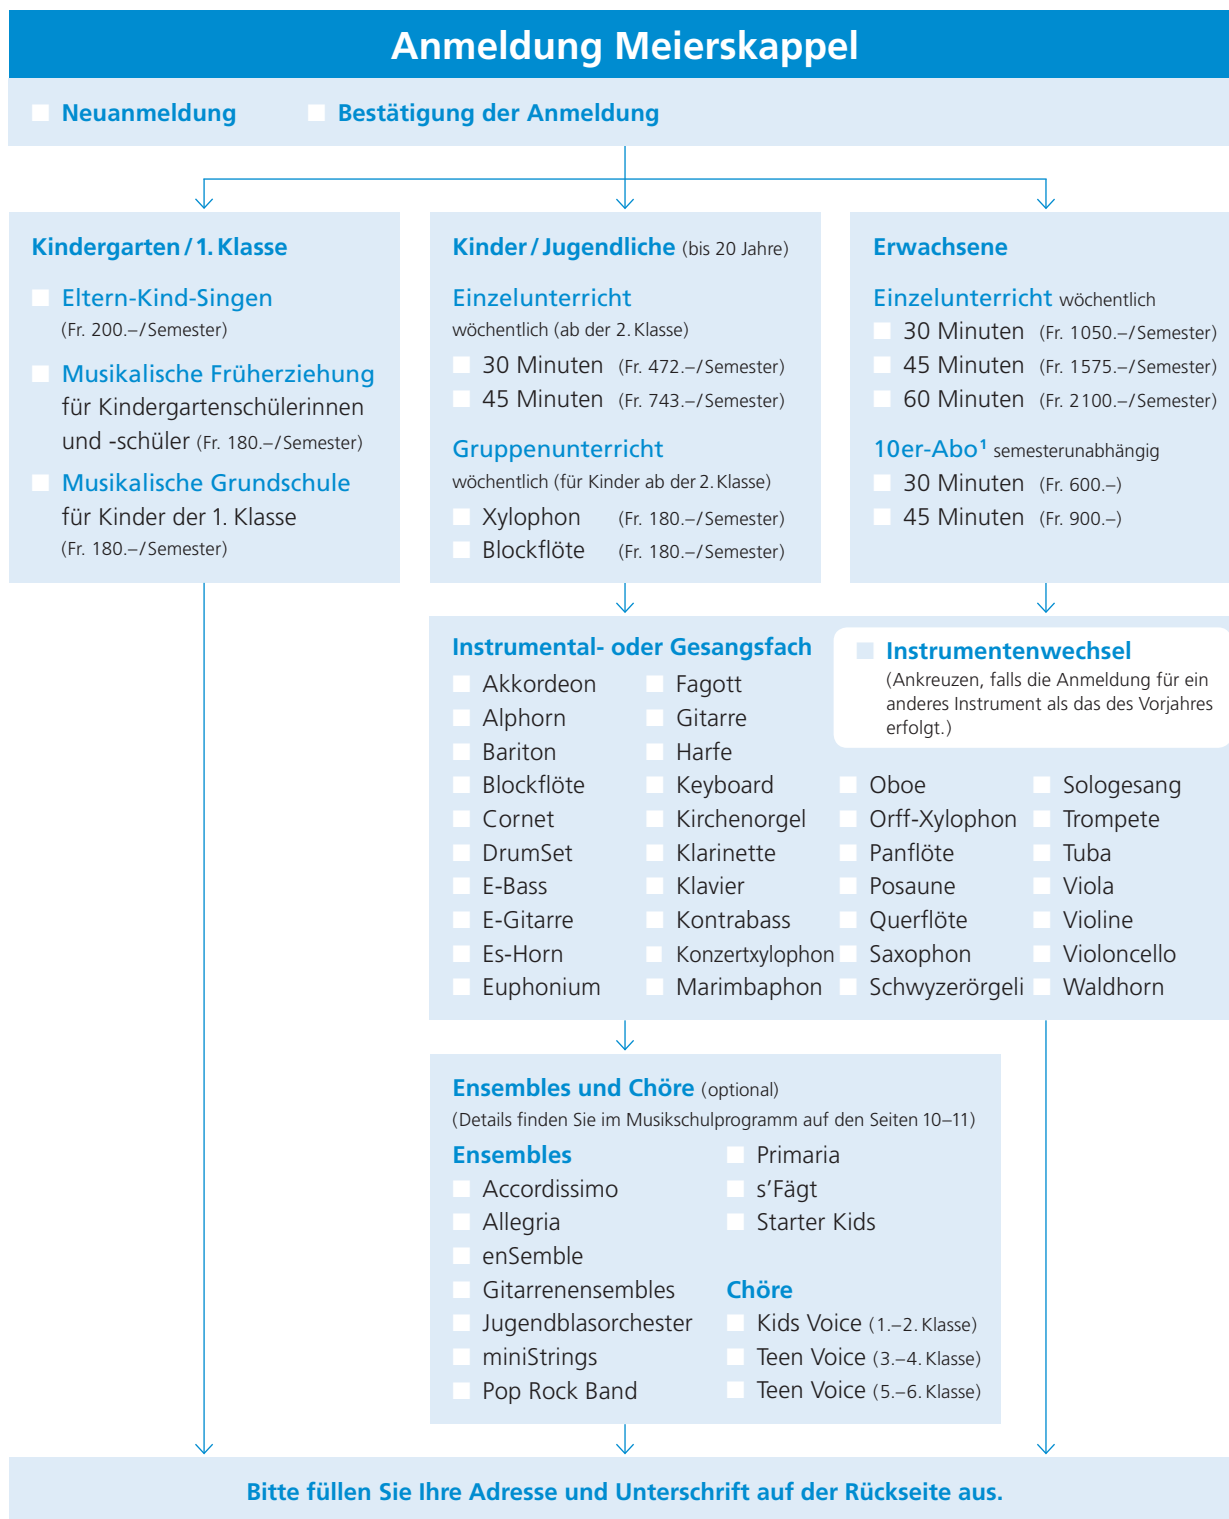 Anmeldung Meierskappel
Neuanmeldung
Bestätigung der Anmeldung
Kindergarten / 1. Klasse
Eltern-Kind-Singen
(Fr. 200.–/Semester)
Musikalische Früherziehung
für Kindergartenschülerinnen
und -schüler (Fr. 180.–/Semester)
Musikalische Grundschule
für Kinder der 1. Klasse
(Fr. 180.–/Semester)
Kinder / Jugendliche (bis 20 Jahre)
Einzelunterricht
wöchentlich (ab der 2. Klasse)
30 Minuten (Fr. 472.–/Semester)
45 Minuten (Fr. 743.–/Semester)
Gruppenunterricht
wöchentlich (für Kinder ab der 2. Klasse)
Xylophon (Fr. 180.–/Semester)
Blockflöte (Fr. 180.–/Semester)
Erwachsene
Einzelunterricht wöchentlich
30 Minuten (Fr. 1050.–/Semester)
45 Minuten (Fr. 1575.–/Semester)
60 Minuten (Fr. 2100.–/Semester)
10er-Abo¹ semesterunabhängig
30 Minuten (Fr. 600.–)
45 Minuten (Fr. 900.–)
Instrumental- oder Gesangsfach
Akkordeon
Alphorn
Bariton
Blockflöte
Cornet
DrumSet
E-Bass
E-Gitarre
Es-Horn
Euphonium
Fagott
Gitarre
Harfe
Keyboard
Kirchenorgel
Klarinette
Klavier
Kontrabass
Konzertxylophon
Marimbaphon
Instrumentenwechsel
(Ankreuzen, falls die Anmeldung für ein
anderes Instrument als das des Vorjahres
erfolgt.)
Oboe
Orff-Xylophon
Panflöte
Posaune
Querflöte
Saxophon
Schwyzerörgeli
Sologesang
Trompete
Tuba
Viola
Violine
Violoncello
Waldhorn
Ensembles und Chöre (optional)
(Details finden Sie im Musikschulprogramm auf den Seiten 10–11)
Ensembles
Accordissimo
Allegria
enSemble
Gitarrenensembles
Jugendblasorchester
miniStrings
Pop Rock Band
Primaria
s’Fägt
Starter Kids
Chöre
Kids Voice (1.–2. Klasse)
Teen Voice (3.–4. Klasse)
Teen Voice (5.–6. Klasse)
Bitte füllen Sie Ihre Adresse und Unterschrift auf der Rückseite aus.